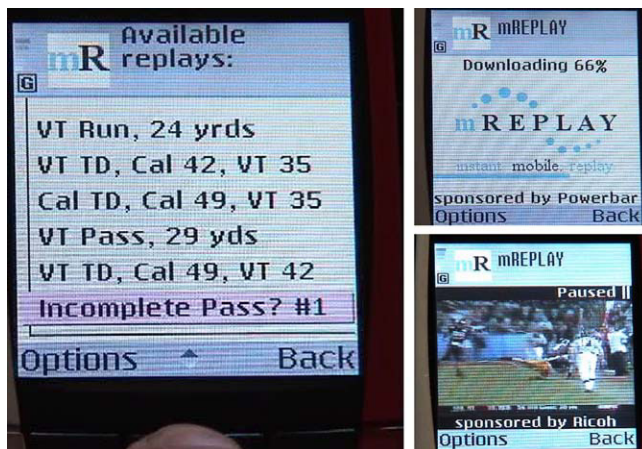 mR
Available
replays:
G
VT Run, 24 yrds
VT TD, Cal 42, VT 35
Cal TD, Cal 49, VT 35
VT Pass, 29 yds
VT TD, Cal 49, VT 42
Incomplete Pass? #1
Options Back
mR mREPLAY
G
Downloading 66%
mREPLAY
instant. mobile. replay
sponsored by Powerbar
Options Back
mR mREPLAY
G
Paused ||
sponsored by Ricoh
Options Back